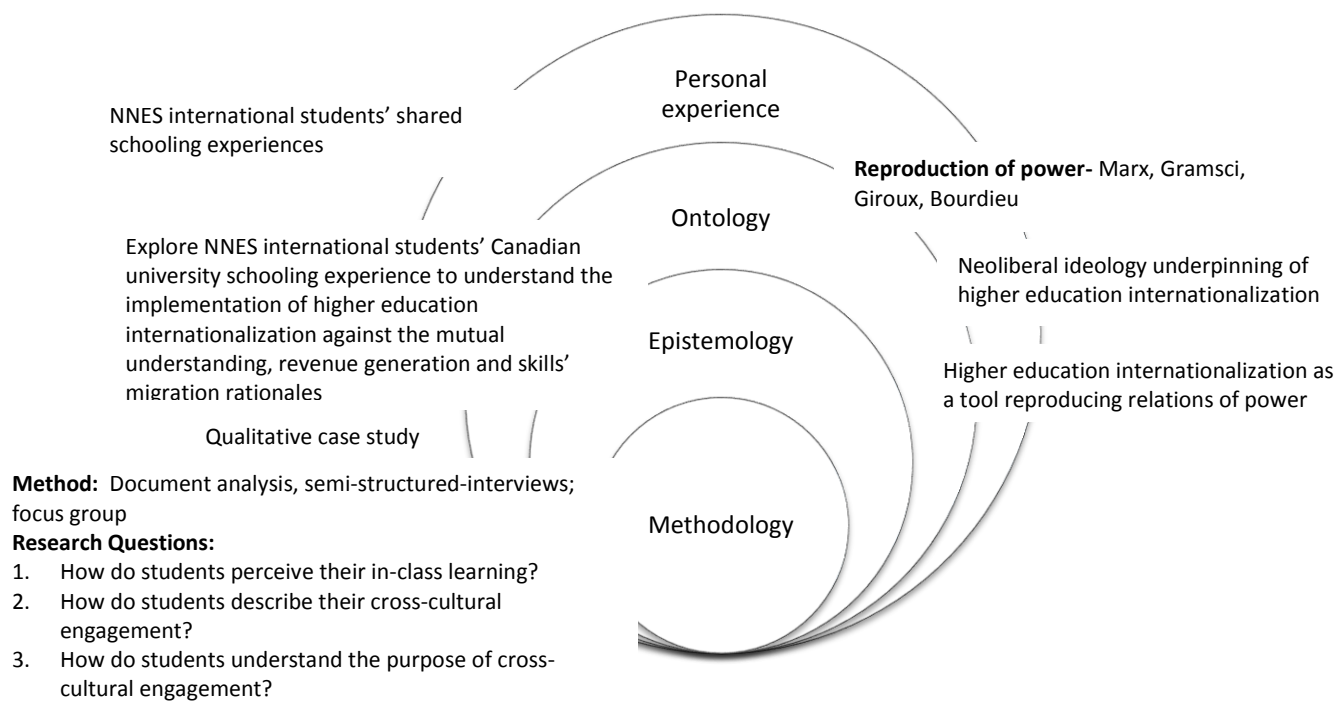 Personal
experience
NNES international students’ shared
schooling experiences
Reproduction of power- Marx, Gramsci,
Giroux, Bourdieu
Ontology
Explore NNES international students’ Canadian
university schooling experience to understand the
implementation of higher education
internationalization against the mutual
understanding, revenue generation and skills’
migration rationales
Neoliberal ideology underpinning of
higher education internationalization
Epistemology
Higher education internationalization as
a tool reproducing relations of power
Qualitative case study
Method: Document analysis, semi-structured-interviews;
focus group
Research Questions:
1. How do students perceive their in-class learning?
2. How do students describe their cross-cultural
engagement?
3. How do students understand the purpose of cross-
cultural engagement?
Methodology